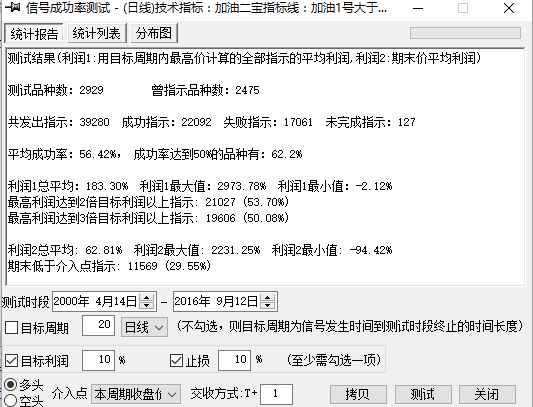 信号成功率测试 - (日线)技术指标：加油二宝指标线：加油1号大于...
统计报告 统计列表 分布图
测试结果(利润1:用目标周期内最高价计算的全部指示的平均利润,利润2:期末价平均利润)
测试品种数：2929 曾指示品种数：2475
共发出指示：39280 成功指示：22092 失败指示：17061 未完成指示：127
平均成功率：56.42%， 成功率达到50%的品种有：62.2%
利润1总平均：183.30% 利润1最大值：2973.78% 利润1最小值：-2.12%
最高利润达到2倍目标利润以上指示：21027 (53.70%)
最高利润达到3倍目标利润以上指示：19606 (50.08%)
利润2总平均：62.81% 利润2最大值：2231.25% 利润2最小值：-94.42%
期末低于介入点指示：11569 (29.55%)
测试时段 2000年 4月14日 - 2016年 9月12日
目标周期 20 日线 (不勾选，则目标周期为信号发生时间到测试时段终止的时间长度)
目标利润 10 % 止损 10 % (至少需勾选一项)
多头
空头
介入点 本周期收盘价 交收方式:T+ 1 拷贝 测试 关闭